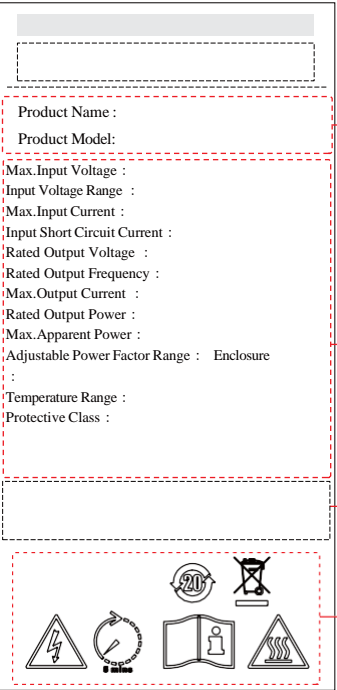 Product Name :
Product Model:
Max.Input Voltage :
Input Voltage Range :
Max.Input Current :
Input Short Circuit Current :
Rated Output Voltage :
Rated Output Frequency :
Max.Output Current :
Rated Output Power :
Max.Apparent Power :
Adjustable Power Factor Range : Enclosure
:
Temperature Range :
Protective Class :
20
5 mins
i